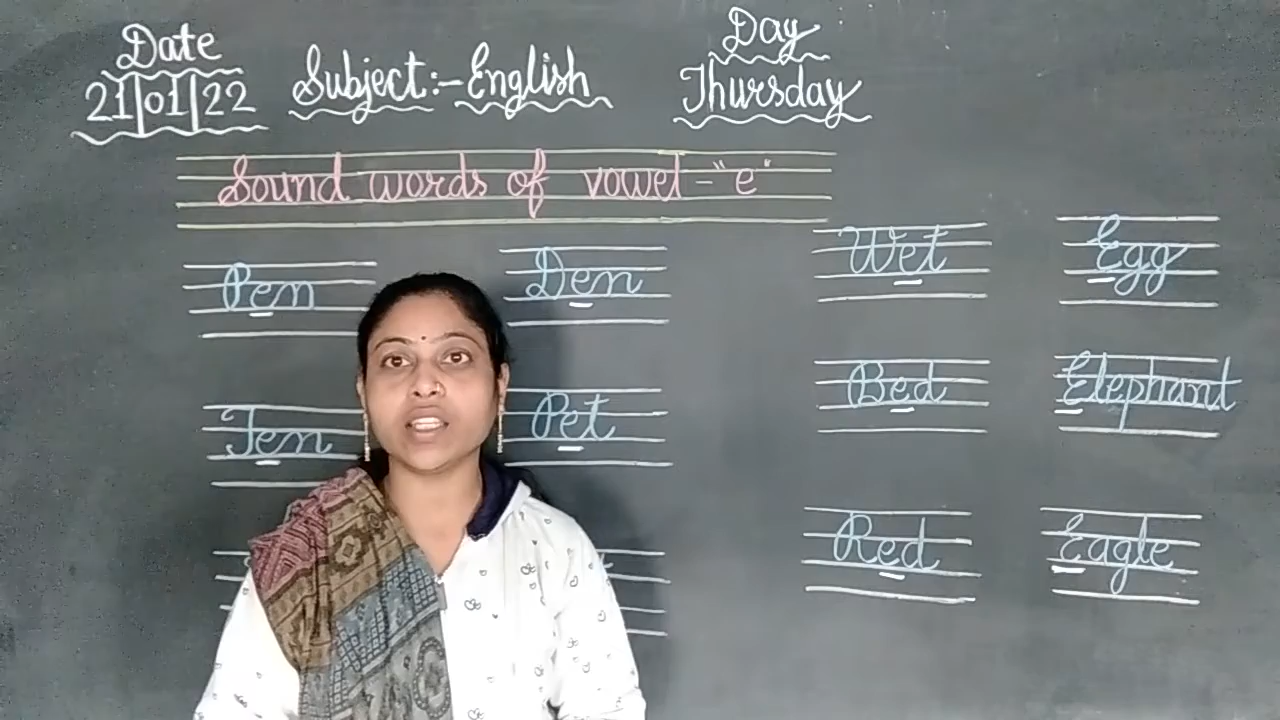 Date
21/01/22
Subject:- English
Day
Thursday
Sound words of vowel - "e"
Pen
Den
Wet
Egg
Ten
Pet
Bed
Elephant
Red
Eagle